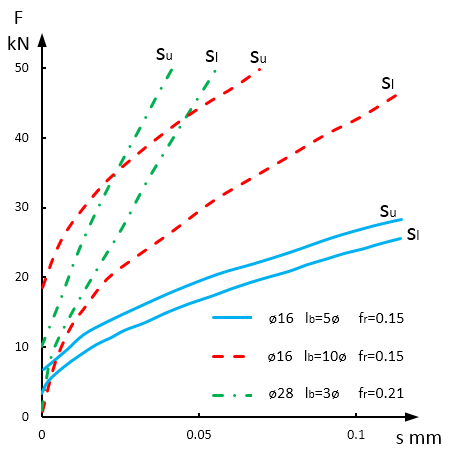 F
kN
su sl su
50
sl
40
30
su
sl
20
ø16 lb=5ø fr=0.15
10
ø16 lb=10ø fr=0.15
ø28 lb=3ø fr=0.21
0
0 0.05 0.1 s mm